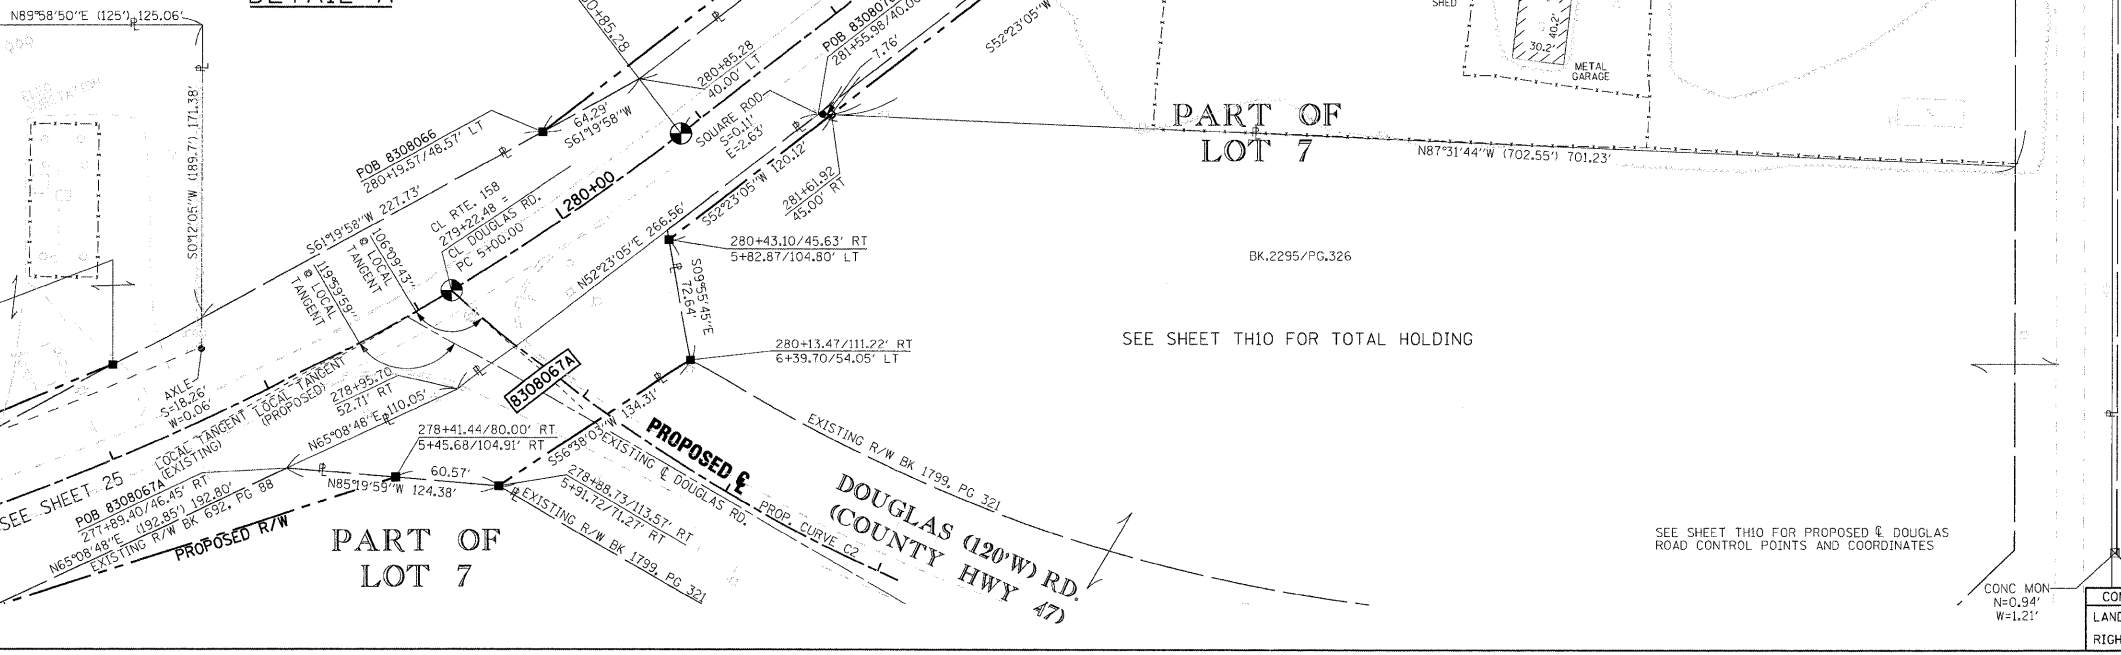 DETAIL "A"
N89°58'50"E (125') 125.06'
S0°12'05"W (189.7') 171.38'
280+85.28
40.00' LT
POB 8308066
280+19.57/48.57' LT
64.29'
S61°19'58"W
SQUARE ROD
S=0.11'
E=2.63'
281+55.98/40.00
7.76'
S52°23'05"W
SHED
40.2'
30.2'
METAL
GARAGE
PART OF
LOT 7
N87°31'44"W (702.55') 701.23'
S61°19'58"W 227.73'
CL RTE. 158
279+22.48 =
CL DOUGLAS RD.
PC 5+00.00
L280+00
S52°23'05"W 120.12'
281+61.92
45.00' RT
N52°23'05"E 266.56'
280+43.10/45.63' RT
5+82.87/104.80' LT
S09°55'45"E
72.64'
BK.2295/PG.326
SEE SHEET TH10 FOR TOTAL HOLDING
106°09'43"
@ LOCAL
TANGENT
119°59'59"
@ LOCAL
TANGENT
280+13.47/111.22' RT
6+39.70/54.05' LT
8308067A
AXLE
S=18.26'
W=0.06'
LOCAL TANGENT
(PROPOSED)
LOCAL TANGENT
(EXISTING)
278+95.70
52.71' RT
N65°08'48"E 110.05'
278+41.44/80.00' RT
5+45.68/104.91' RT
60.57'
N85°19'59"W 124.38'
S56°38'03"W 134.31'
PROPOSED ℄
EXISTING ℄ DOUGLAS RD.
EXISTING R/W BK 1799, PG 321
SEE SHEET 25
POB 8308067A
277+89.40/46.45' RT
(192.85') 192.80'
N65°08'48"E
EXISTING R/W BK 692, PG 88
PROPOSED R/W
PART OF
LOT 7
278+88.73/113.57' RT
5+91.72/71.27' RT
EXISTING R/W BK 1799, PG 321
PROP. CURVE C2
DOUGLAS (120'W) RD.
(COUNTY HWY 47)
SEE SHEET TH10 FOR PROPOSED ℄ DOUGLAS
ROAD CONTROL POINTS AND COORDINATES
CONC MON
N=0.94'
W=1.21'